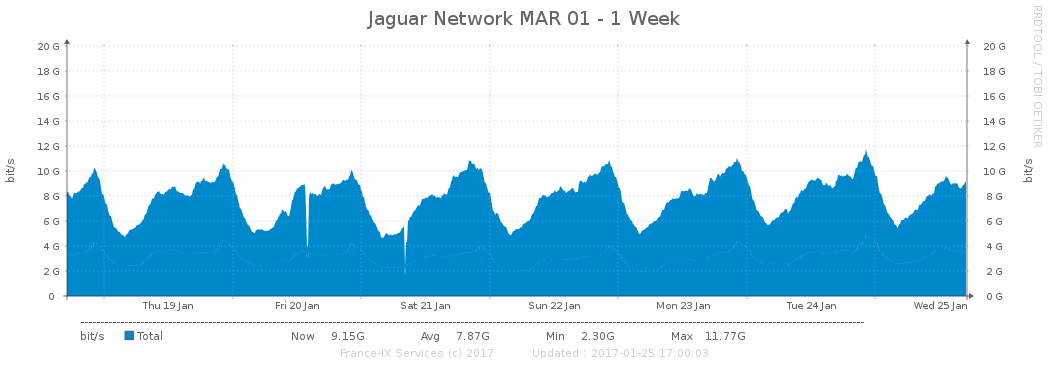 Jaguar Network MAR 01 - 1 Week
RRDTOOL / TOBI OETIKER
bit/s
bit/s
20 G 20 G
18 G 18 G
16 G 16 G
14 G 14 G
12 G 12 G
10 G 10 G
8 G 8 G
6 G 6 G
4 G 4 G
2 G 2 G
0 0 G
Thu 19 Jan Fri 20 Jan Sat 21 Jan Sun 22 Jan Mon 23 Jan Tue 24 Jan Wed 25 Jan
bit/s Total Now 9.15G Avg 7.87G Min 2.30G Max 11.77G
France-IX Services (c) 2017 Updated : 2017-01-25 17:00:03